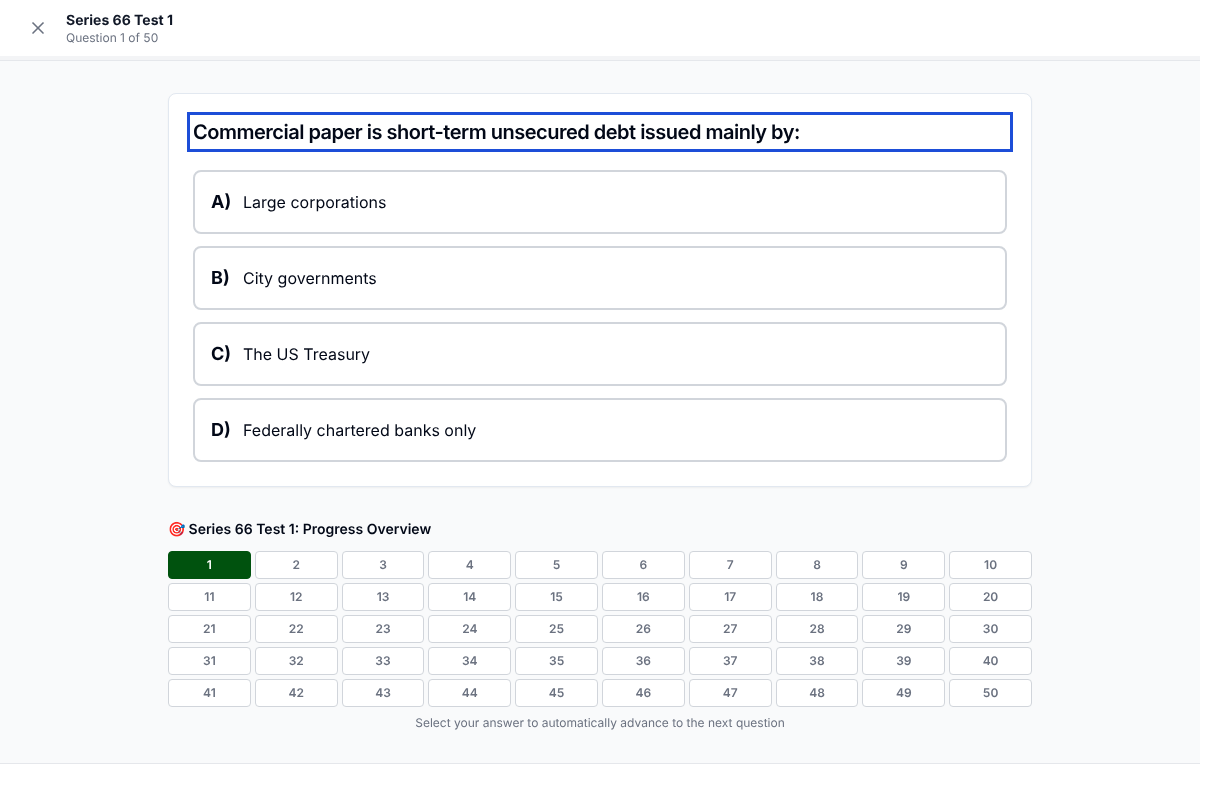 Series 66 Test 1
Question 1 of 50
Commercial paper is short-term unsecured debt issued mainly by:
A) Large corporations
B) City governments
C) The US Treasury
D) Federally chartered banks only
🎯 Series 66 Test 1: Progress Overview
1 2 3 4 5 6 7 8 9 10
11 12 13 14 15 16 17 18 19 20
21 22 23 24 25 26 27 28 29 30
31 32 33 34 35 36 37 38 39 40
41 42 43 44 45 46 47 48 49 50
Select your answer to automatically advance to the next question